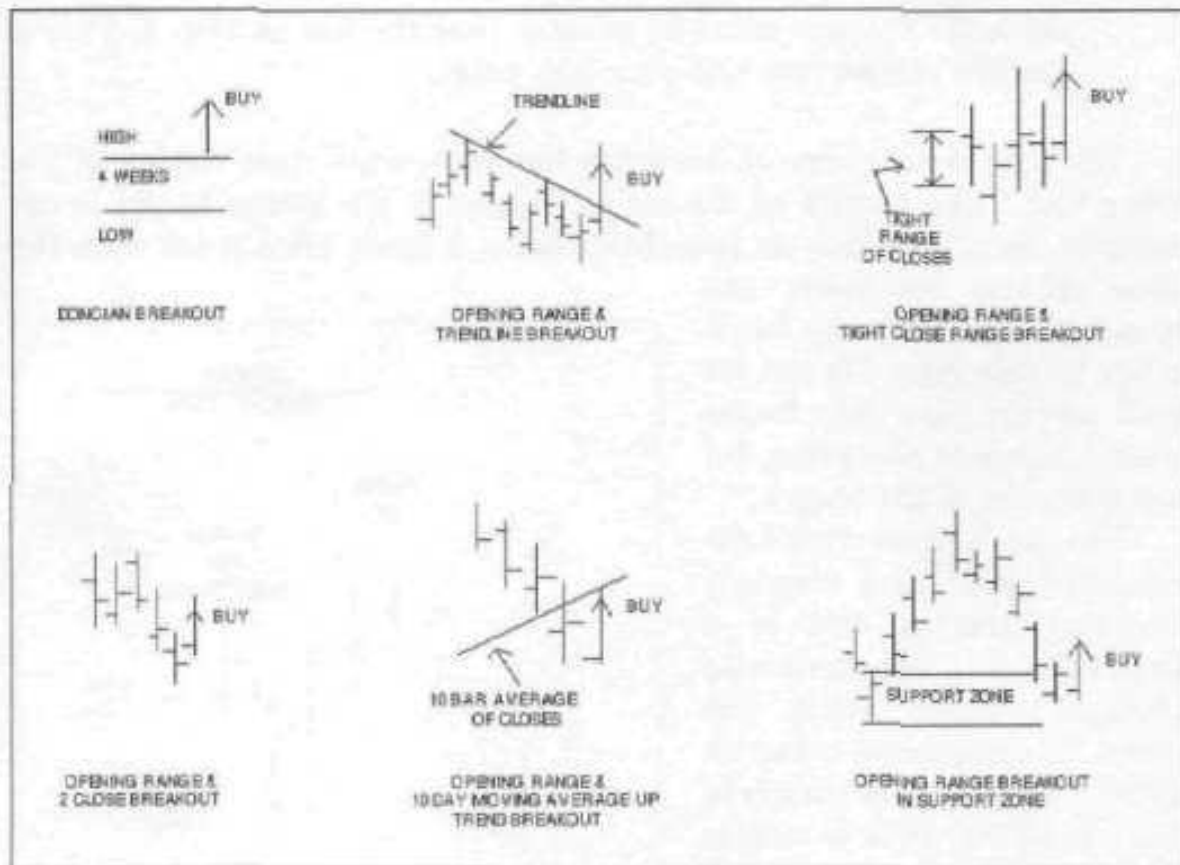 BUY
HIGH
4 WEEKS
LOW
DONCIAN BREAKOUT
TRENDLINE
BUY
OPENING RANGE &
TRENDLINE BREAKOUT
BUY
TIGHT
RANGE
OF CLOSES
OPENING RANGE &
TIGHT CLOSE RANGE BREAKOUT
BUY
OPENING RANGE &
2 CLOSE BREAKOUT
BUY
10 BAR AVERAGE
OF CLOSES
OPENING RANGE &
10 DAY MOVING AVERAGE UP
TREND BREAKOUT
BUY
SUPPORT ZONE
OPENING RANGE BREAKOUT
IN SUPPORT ZONE